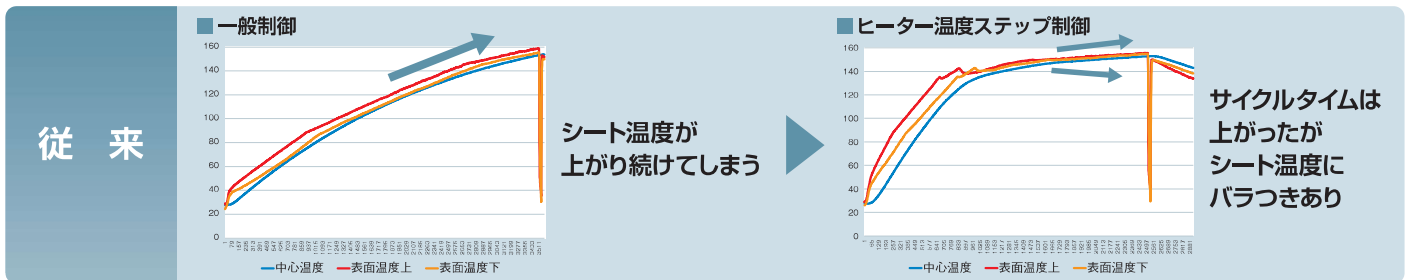 従 来
■ 一般制御
160
140
120
100
80
60
40
20
0
中心温度 表面温度上 表面温度下
シート温度が
上がり続けてしまう
■ ヒーター温度ステップ制御
160
140
120
100
80
60
40
20
0
中心温度 表面温度上 表面温度下
サイクルタイムは
上がったが
シート温度に
バラつきあり